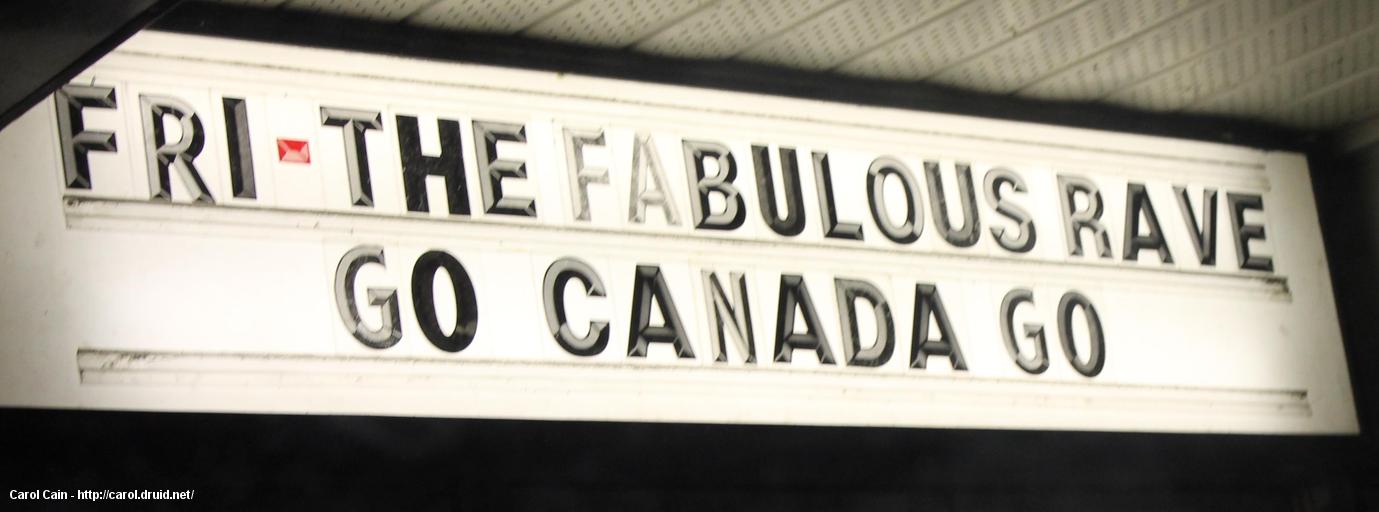 FRI-THE FABULOUS RAVE
GO CANADA GO
Carol Cain - http://carol.druid.net/